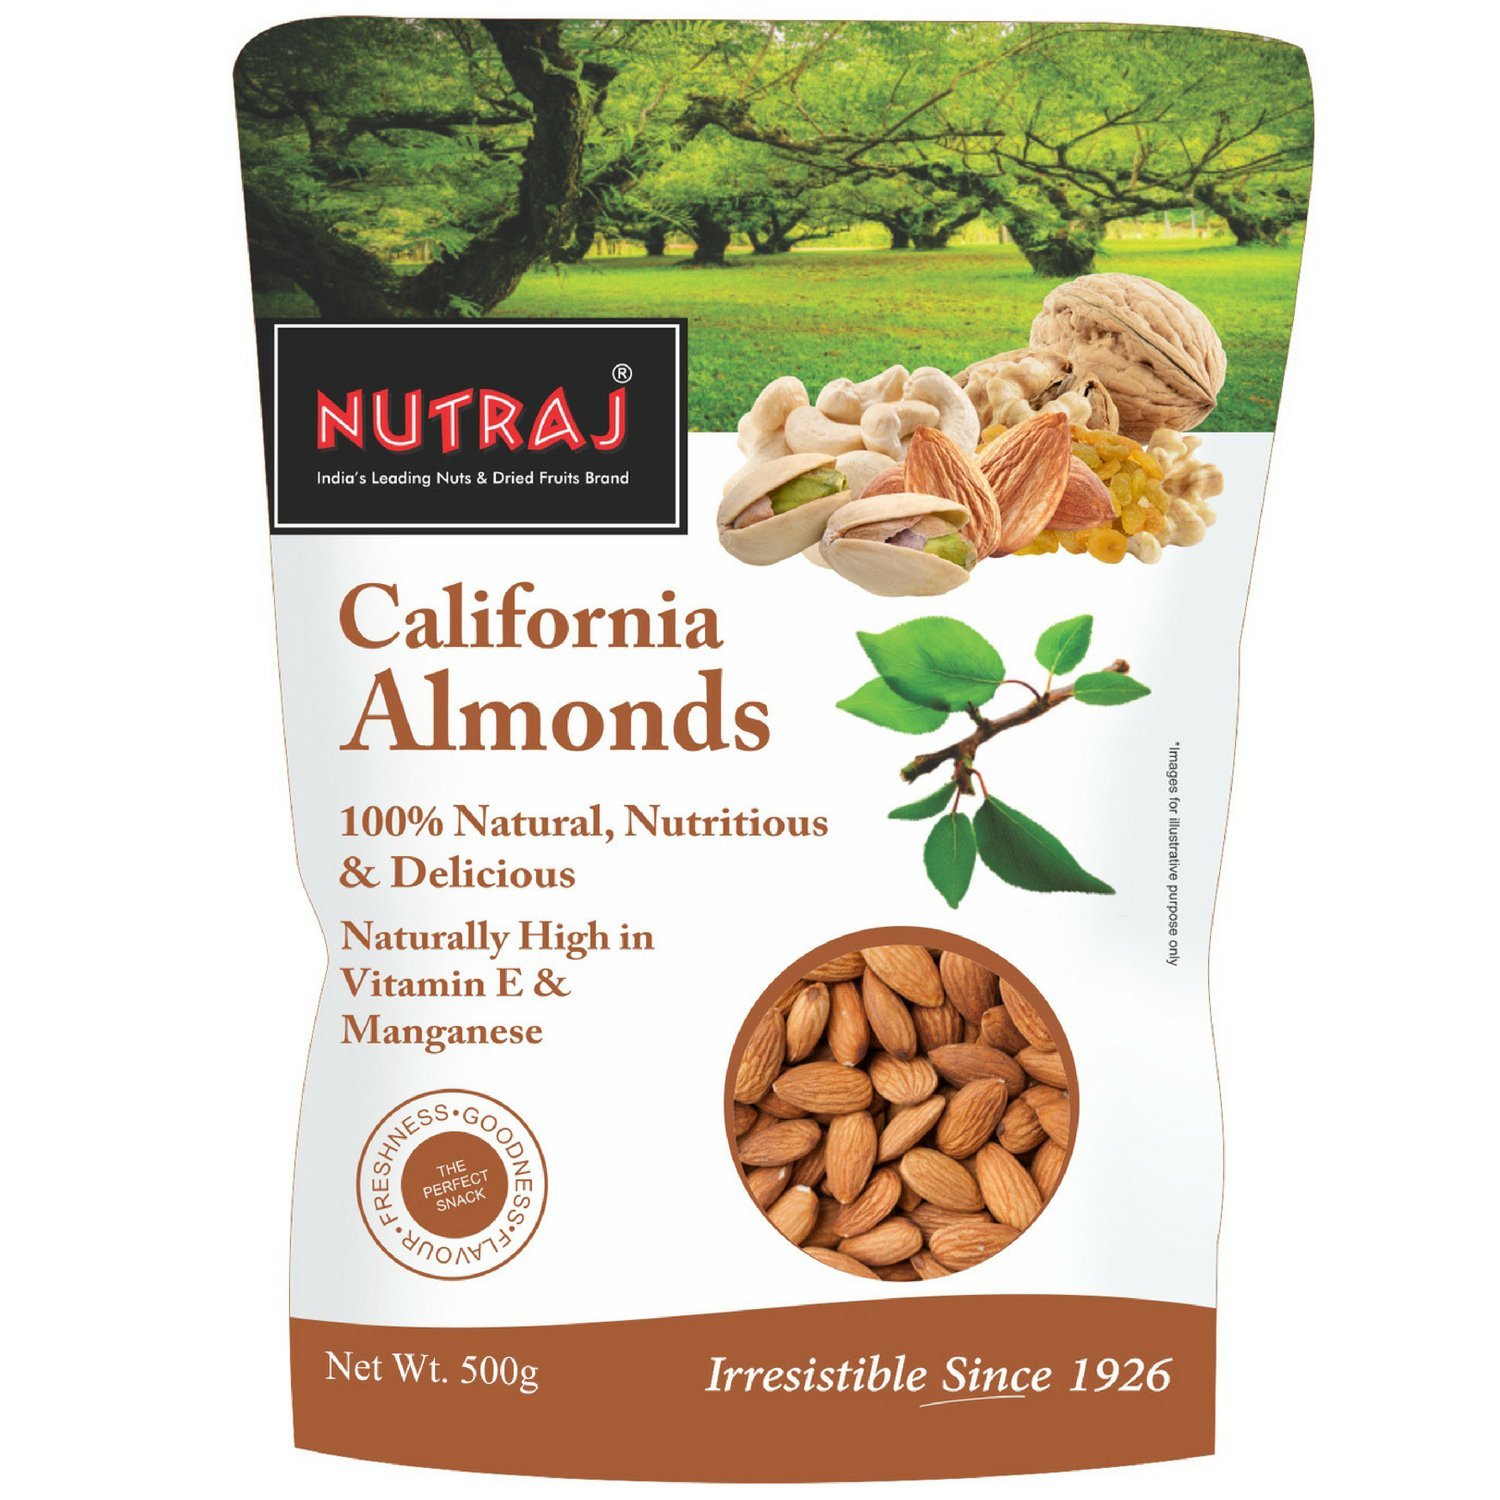 NUTRAJ®
India's Leading Nuts & Dried Fruits Brand
California
Almonds
100% Natural, Nutritious
& Delicious
Naturally High in
Vitamin E &
Manganese
FRESHNESS•GOODNESS•FLAVOUR•
THE
PERFECT
SNACK
*Images for illustrative purpose only
Net Wt. 500g
Irresistible Since 1926